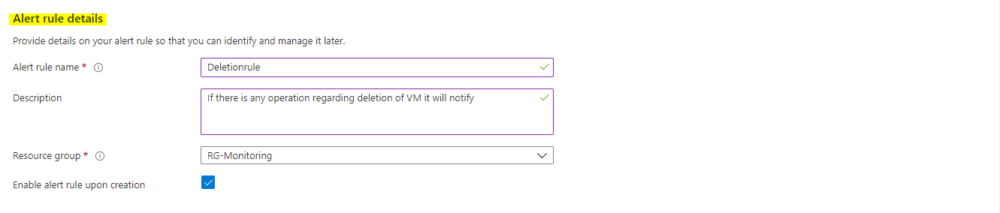 Alert rule details
Provide details on your alert rule so that you can identify and manage it later.
Alert rule name * Deletionrule
Description If there is any operation regarding deletion of VM it will notify
Resource group * RG-Monitoring
Enable alert rule upon creation